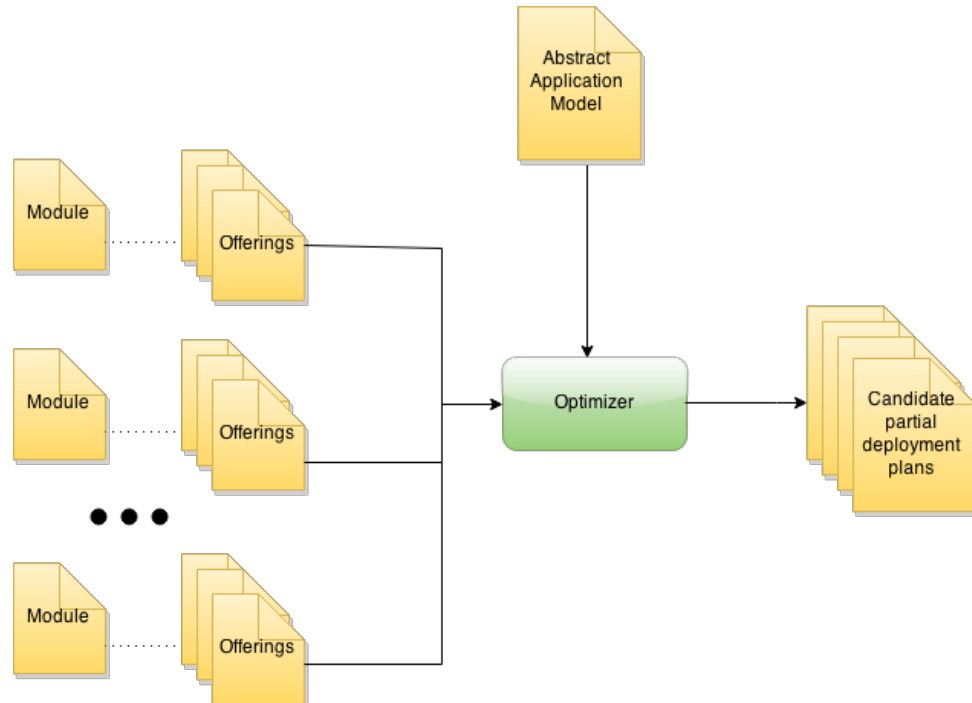 Abstract
Application
Model
Module
Offerings
Module
Offerings
Optimizer
Candidate
partial
deployment
plans
Module
Offerings